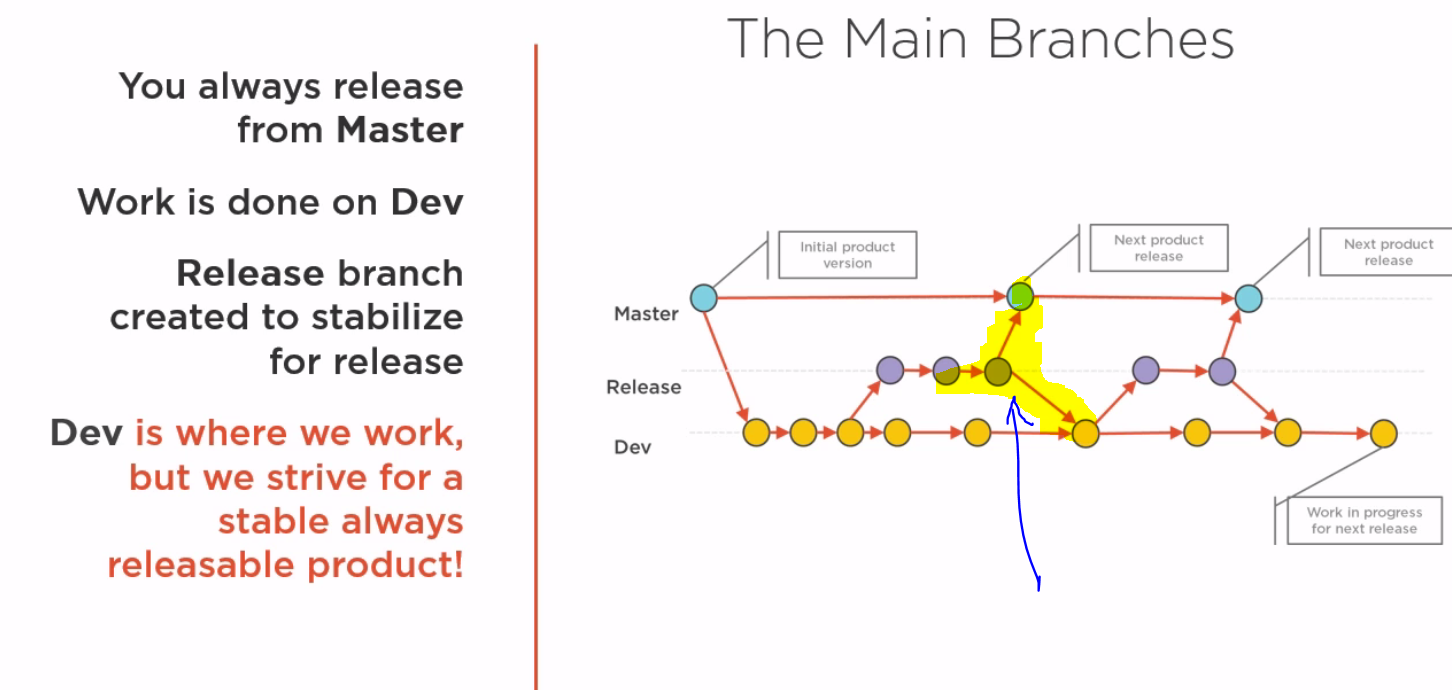 The Main Branches
You always release
from Master
Work is done on Dev
Release branch
created to stabilize
for release
Dev is where we work,
but we strive for a
stable always
releasable product!
Initial product
version
Next product
release
Next product
release
Master
Release
Dev
Work in progress
for next release